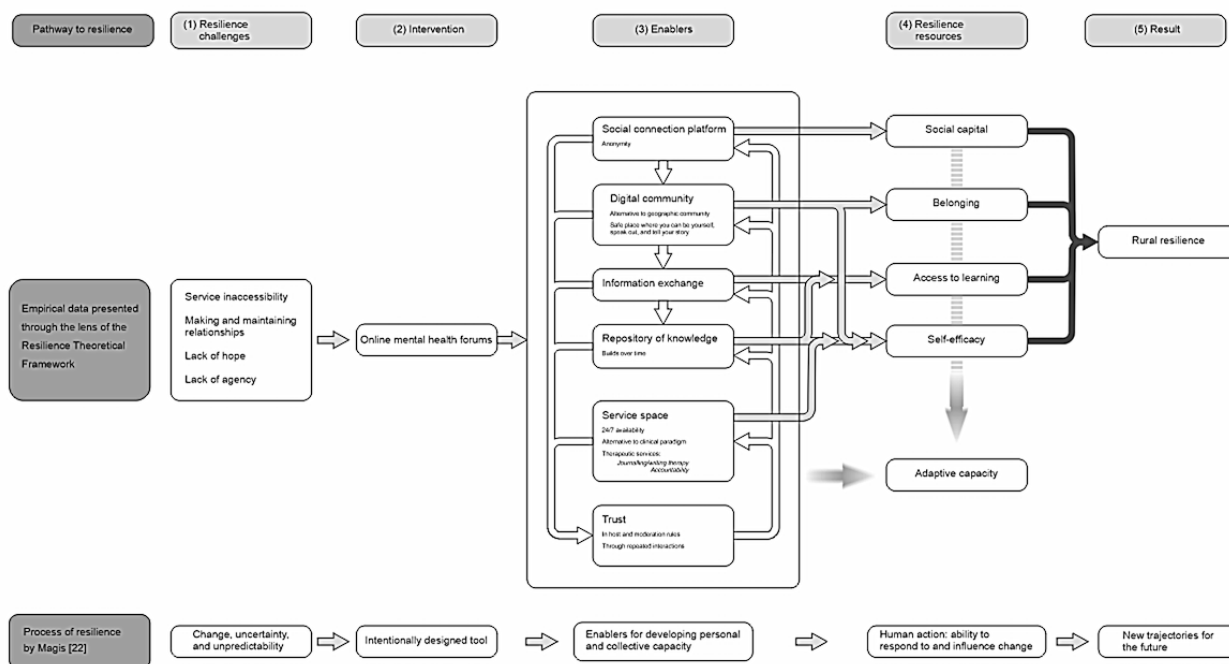 Pathway to resilience
(1) Resilience
challenges
(2) Intervention
(3) Enablers
(4) Resilience
resources
(5) Result
Empirical data presented
through the lens of the
Resilience Theoretical
Framework
Service inaccessibility
Making and maintaining
relationships
Lack of hope
Lack of agency
Online mental health forums
Social connection platform
Anonymity
Digital community
Alternative to geographic community
Safe place where you can be yourself,
speak out, and tell your story
Information exchange
Repository of knowledge
Builds over time
Service space
24/7 availability
Alternative to clinical paradigm
Therapeutic services:
Journalling/writing therapy
Accountability
Trust
In host and moderation rules
Through repeated interactions
Social capital
Belonging
Access to learning
Self-efficacy
Adaptive capacity
Rural resilience
Process of resilience
by Magis [22]
Change, uncertainty,
and unpredictability
Intentionally designed tool
Enablers for developing personal
and collective capacity
Human action: ability to
respond to and influence change
New trajectories for
the future